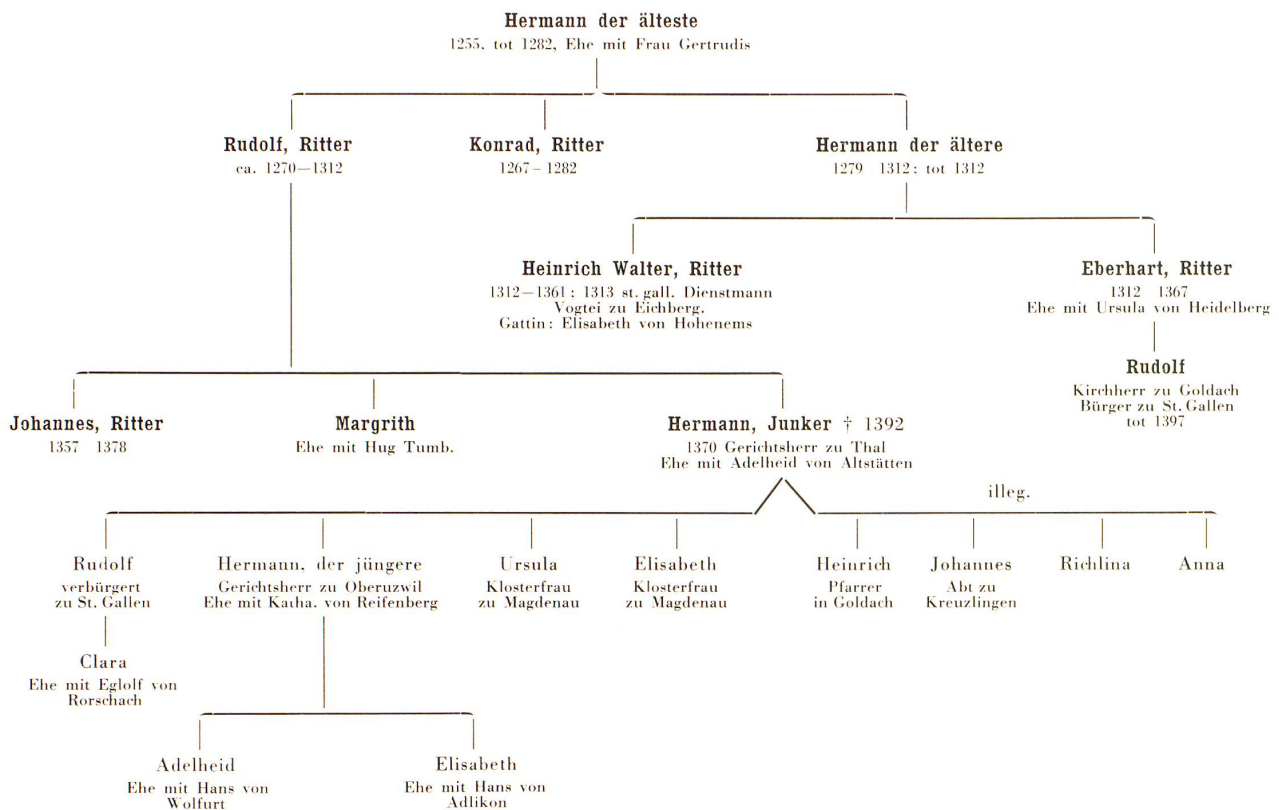 Hermann der älteste
1255, tot 1282, Ehe mit Frau Gertrudis
Rudolf, Ritter
ca. 1270—1312
Konrad, Ritter
1267–1282
Hermann der ältere
1279 1312: tot 1312
Heinrich Walter, Ritter
1312—1361; 1313 st. gall. Dienstmann
Vogtei zu Eichberg.
Gattin: Elisabeth von Hohenems
Eberhart, Ritter
1312 1367
Ehe mit Ursula von Heidelberg
Rudolf
Kirchherr zu Goldach
Bürger zu St. Gallen
tot 1397
Johannes, Ritter
1357 1378
Margrith
Ehe mit Hug Tumb.
Hermann, Junker † 1392
1370 Gerichtsherr zu Thal
Ehe mit Adelheid von Altstätten
illeg.
Rudolf
verbürgert
zu St. Gallen
Hermann, der jüngere
Gerichtsherr zu Oberuzwil
Ehe mit Katha. von Reifenberg
Ursula
Klosterfrau
zu Magdenau
Elisabeth
Klosterfrau
zu Magdenau
Heinrich
Pfarrer
in Goldach
Johannes
Abt zu
Kreuzlingen
Richlina
Anna
Clara
Ehe mit Eglolf von
Rorschach
Adelheid
Ehe mit Hans von
Wolfurt
Elisabeth
Ehe mit Hans von
Adlikon